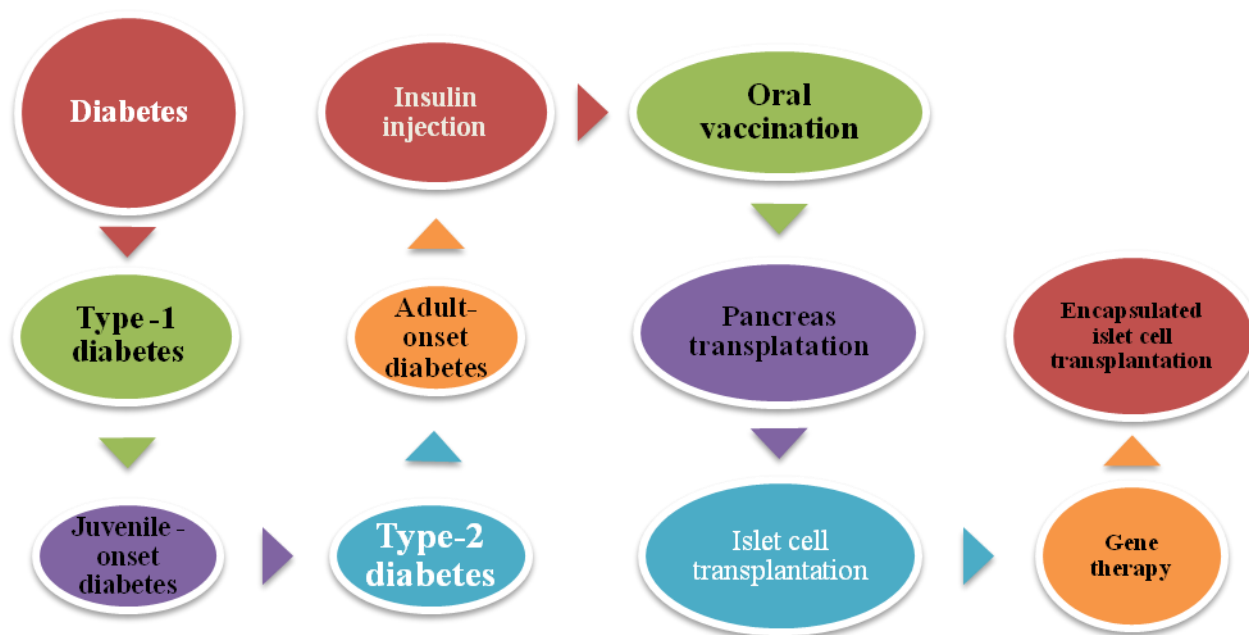 Diabetes
Type -1
diabetes
Juvenile -
onset
diabetes
Type-2
diabetes
Adult-
onset
diabetes
Insulin
injection
Oral
vaccination
Pancreas
transplatation
Islet cell
transplantation
Gene
therapy
Encapsulated
islet cell
transplantation